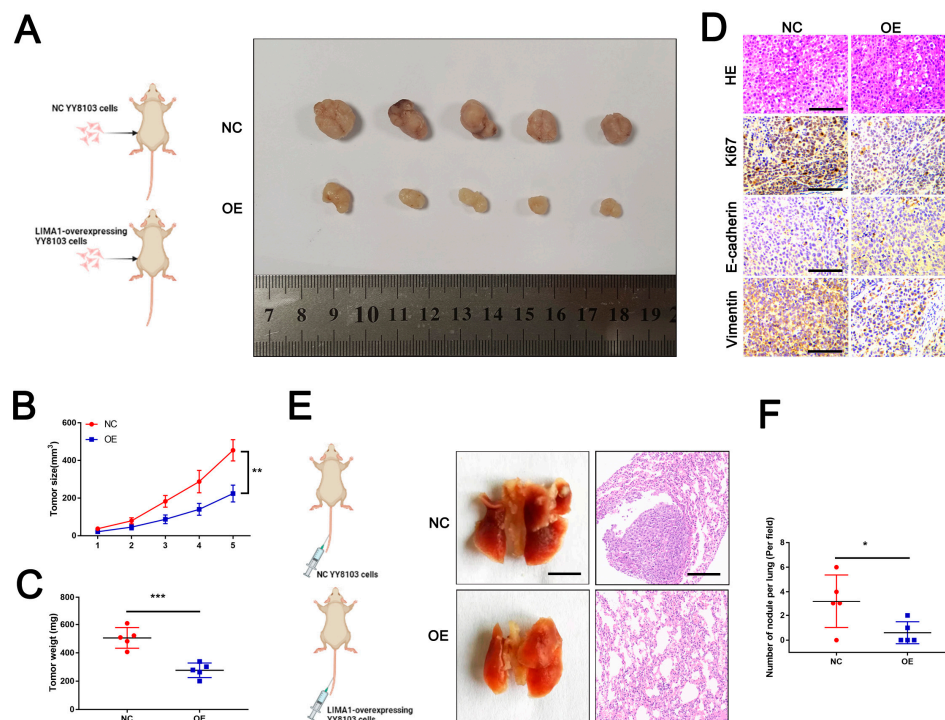 A
NC YY8103 cells
LIMA1-overexpressing
YY8103 cells
NC
OE
7 8 9 10 11 12 13 14 15 16 17 18 19
D
NC OE
HE
Ki67
E-cadherin
Vimentin
B
NC
OE
Tomor size(mm3)
600
400
200
0
1 2 3 4 5
**
C
Tomor weigt (mg)
800
600
400
200
0
***
NC OE
E
NC YY8103 cells
LIMA1-overexpressing
YY8103 cells
NC
OE
F
Number of nodule per lung (Per field)
8
6
4
2
0
*
NC OE